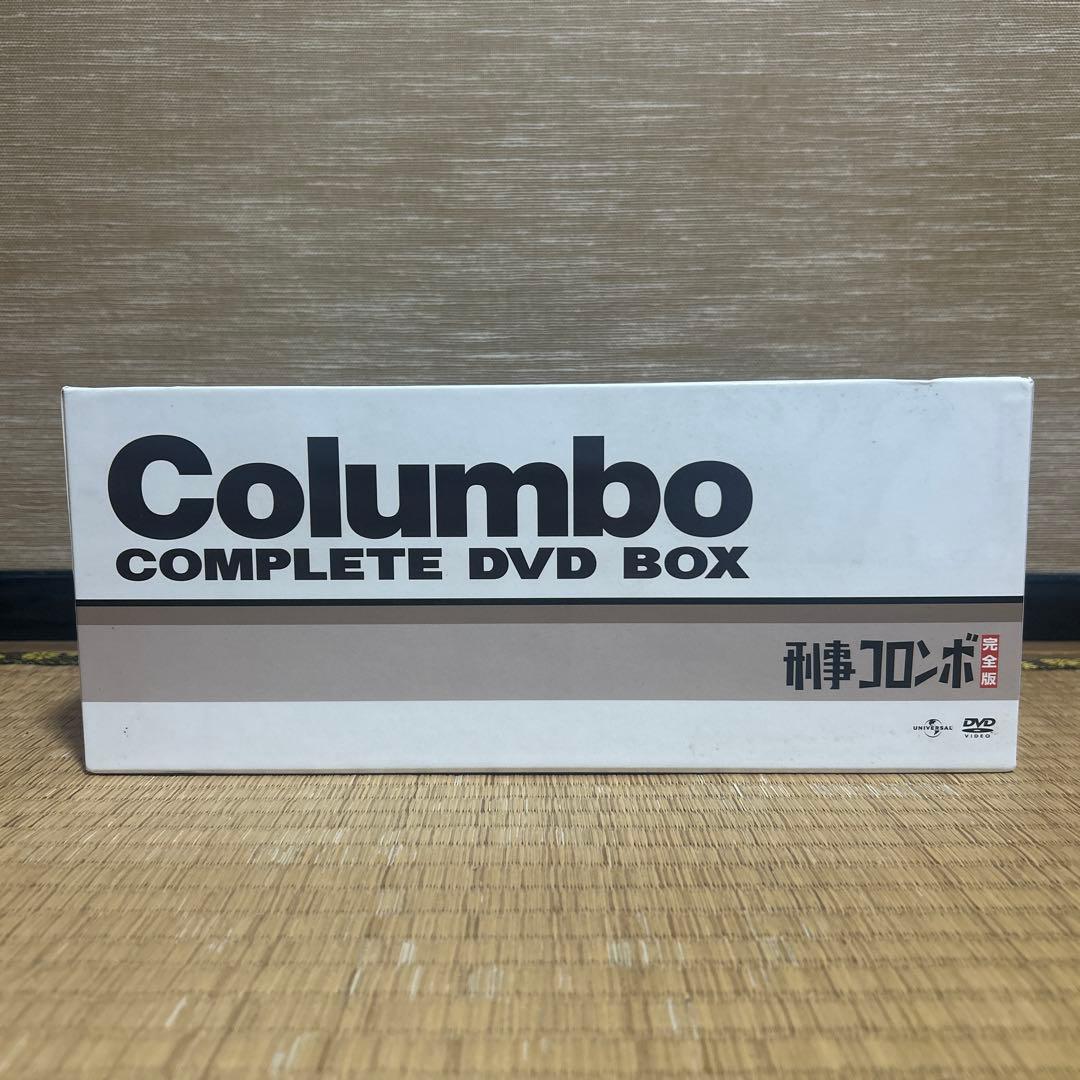 Columbo
COMPLETE DVD BOX
刑事コロンボ 完全版
UNIVERSAL
DVD
VIDEO